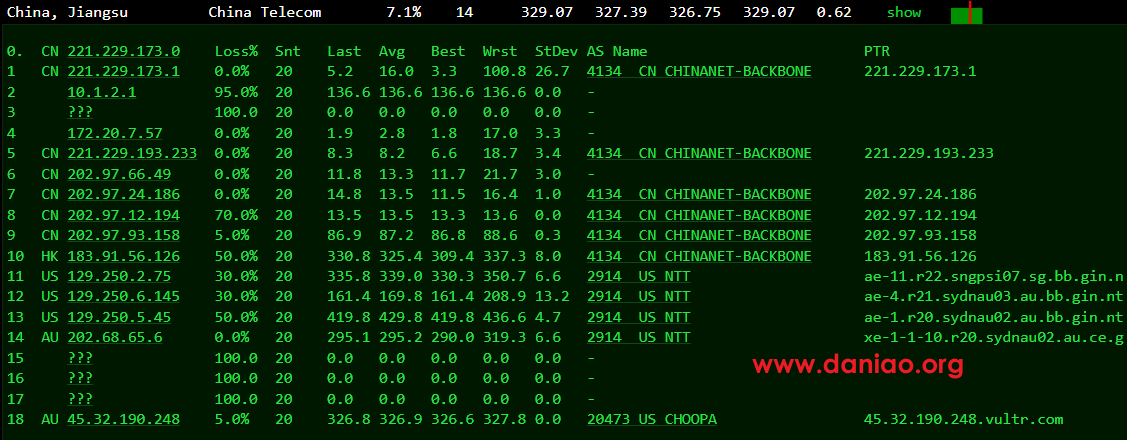 China, Jiangsu China Telecom 7.1% 14 329.07 327.39 326.75 329.07 0.62 show
0. CN 221.229.173.0 Loss% Snt Last Avg Best Wrst StDev AS Name PTR
1 CN 221.229.173.1 0.0% 20 5.2 16.0 3.3 100.8 26.7 4134 CN CHINANET-BACKBONE 221.229.173.1
2 10.1.2.1 95.0% 20 136.6 136.6 136.6 136.6 0.0 -
3 ??? 100.0 20 0.0 0.0 0.0 0.0 0.0 -
4 172.20.7.57 0.0% 20 1.9 2.8 1.8 17.0 3.3 -
5 CN 221.229.193.233 0.0% 20 8.3 8.2 6.6 18.7 3.4 4134 CN CHINANET-BACKBONE 221.229.193.233
6 CN 202.97.66.49 0.0% 20 11.8 13.3 11.7 21.7 3.0 -
7 CN 202.97.24.186 0.0% 20 14.8 13.5 11.5 16.4 1.0 4134 CN CHINANET-BACKBONE 202.97.24.186
8 CN 202.97.12.194 70.0% 20 13.5 13.5 13.3 13.6 0.0 4134 CN CHINANET-BACKBONE 202.97.12.194
9 CN 202.97.93.158 5.0% 20 86.9 87.2 86.8 88.6 0.3 4134 CN CHINANET-BACKBONE 202.97.93.158
10 HK 183.91.56.126 50.0% 20 330.8 325.4 309.4 337.3 8.0 4134 CN CHINANET-BACKBONE 183.91.56.126
11 US 129.250.2.75 30.0% 20 335.8 339.0 330.3 350.7 6.6 2914 US NTT ae-11.r22.sngpsi07.sg.bb.gin.n
12 US 129.250.6.145 30.0% 20 161.4 169.8 161.4 208.9 13.2 2914 US NTT ae-4.r21.sydnau03.au.bb.gin.nt
13 US 129.250.5.45 50.0% 20 419.8 429.8 419.8 436.6 4.7 2914 US NTT ae-1.r20.sydnau02.au.bb.gin.nt
14 AU 202.68.65.6 0.0% 20 295.1 295.2 290.0 319.3 6.6 2914 US NTT xe-1-1-10.r20.sydnau02.au.ce.g
15 ??? 100.0 20 0.0 0.0 0.0 0.0 0.0 -
16 ??? 100.0 20 0.0 0.0 0.0 0.0 0.0 -
www.daniao.org
17 ??? 100.0 20 0.0 0.0 0.0 0.0 0.0 -
18 AU 45.32.190.248 5.0% 20 326.8 326.9 326.6 327.8 0.0 20473 US CHOOPA 45.32.190.248.vultr.com